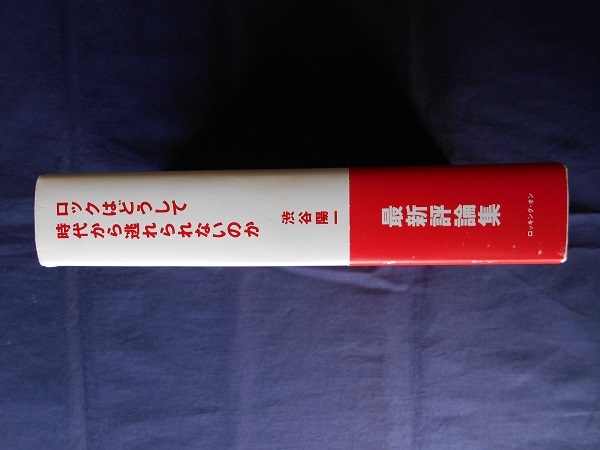 ロックはどうして
時代から逃れられないのか
渋谷陽一
最新評論集
ロッキング・オン